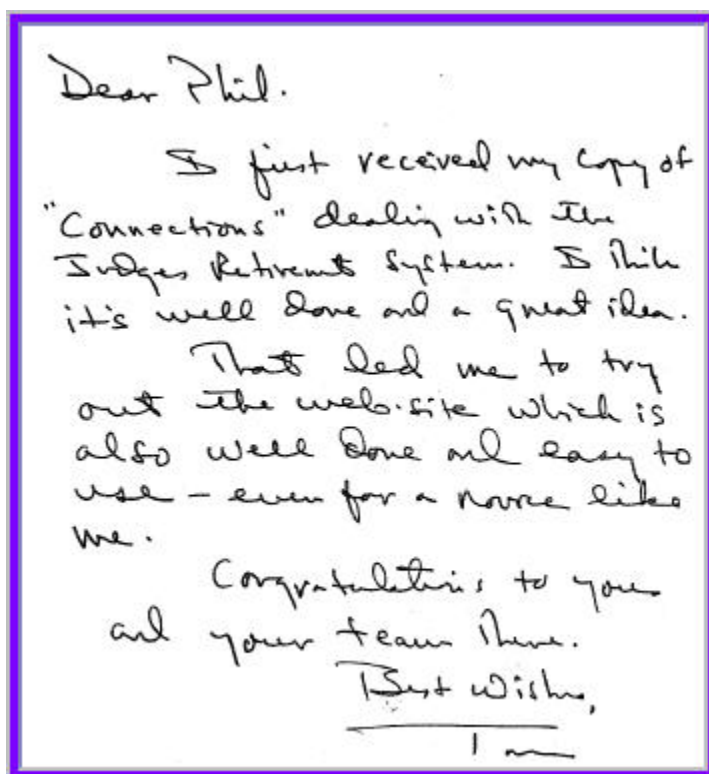 Dear Phil.
I just received my copy of
"Connections" dealing with the
Judges Retirement System. I think
it's well done and a great idea.
That led me to try
out the web.site which is
also well done and easy to
use – even for a novice like
me.
Congratulations to you
and your team there.
Best Wishes,
Tom